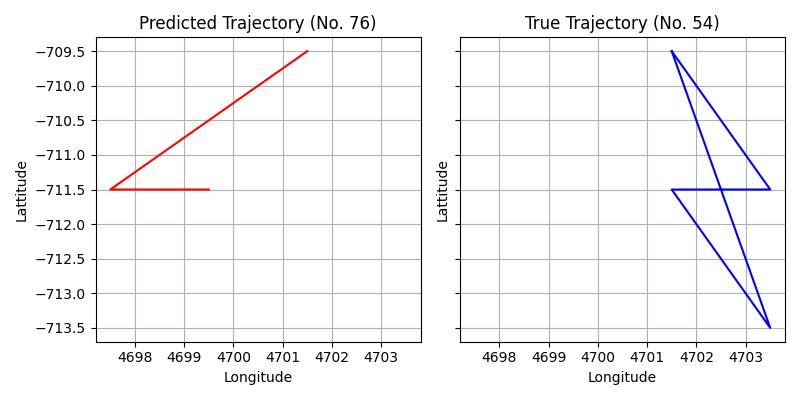 Predicted Trajectory (No. 76)
True Trajectory (No. 54)
−709.5
−710.0
−710.5
−711.0
−711.5
−712.0
−712.5
−713.0
−713.5
Lattitude
Lattitude
4698 4699 4700 4701 4702 4703
4698 4699 4700 4701 4702 4703
Longitude
Longitude